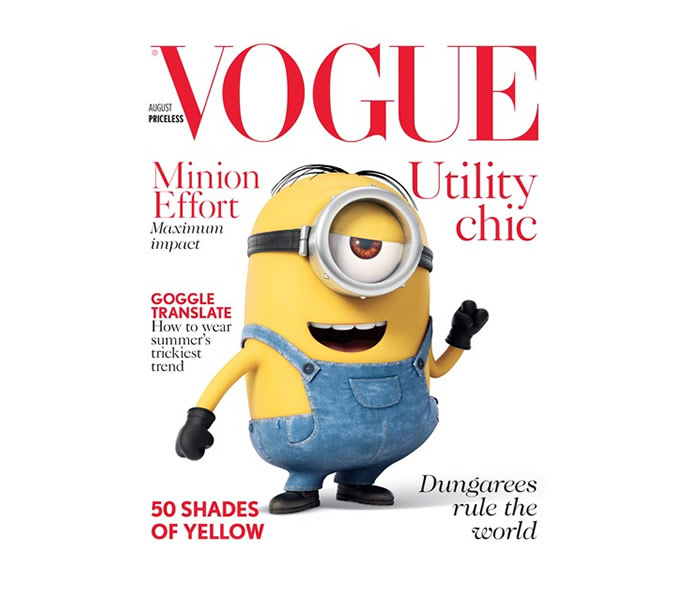 VOGUE
AUGUST
PRICELESS
Minion
Effort
Maximum
impact
Utility
chic
GOGGLE
TRANSLATE
How to wear
summer's
trickiest
trend
50 SHADES
OF YELLOW
Dungarees
rule the
world